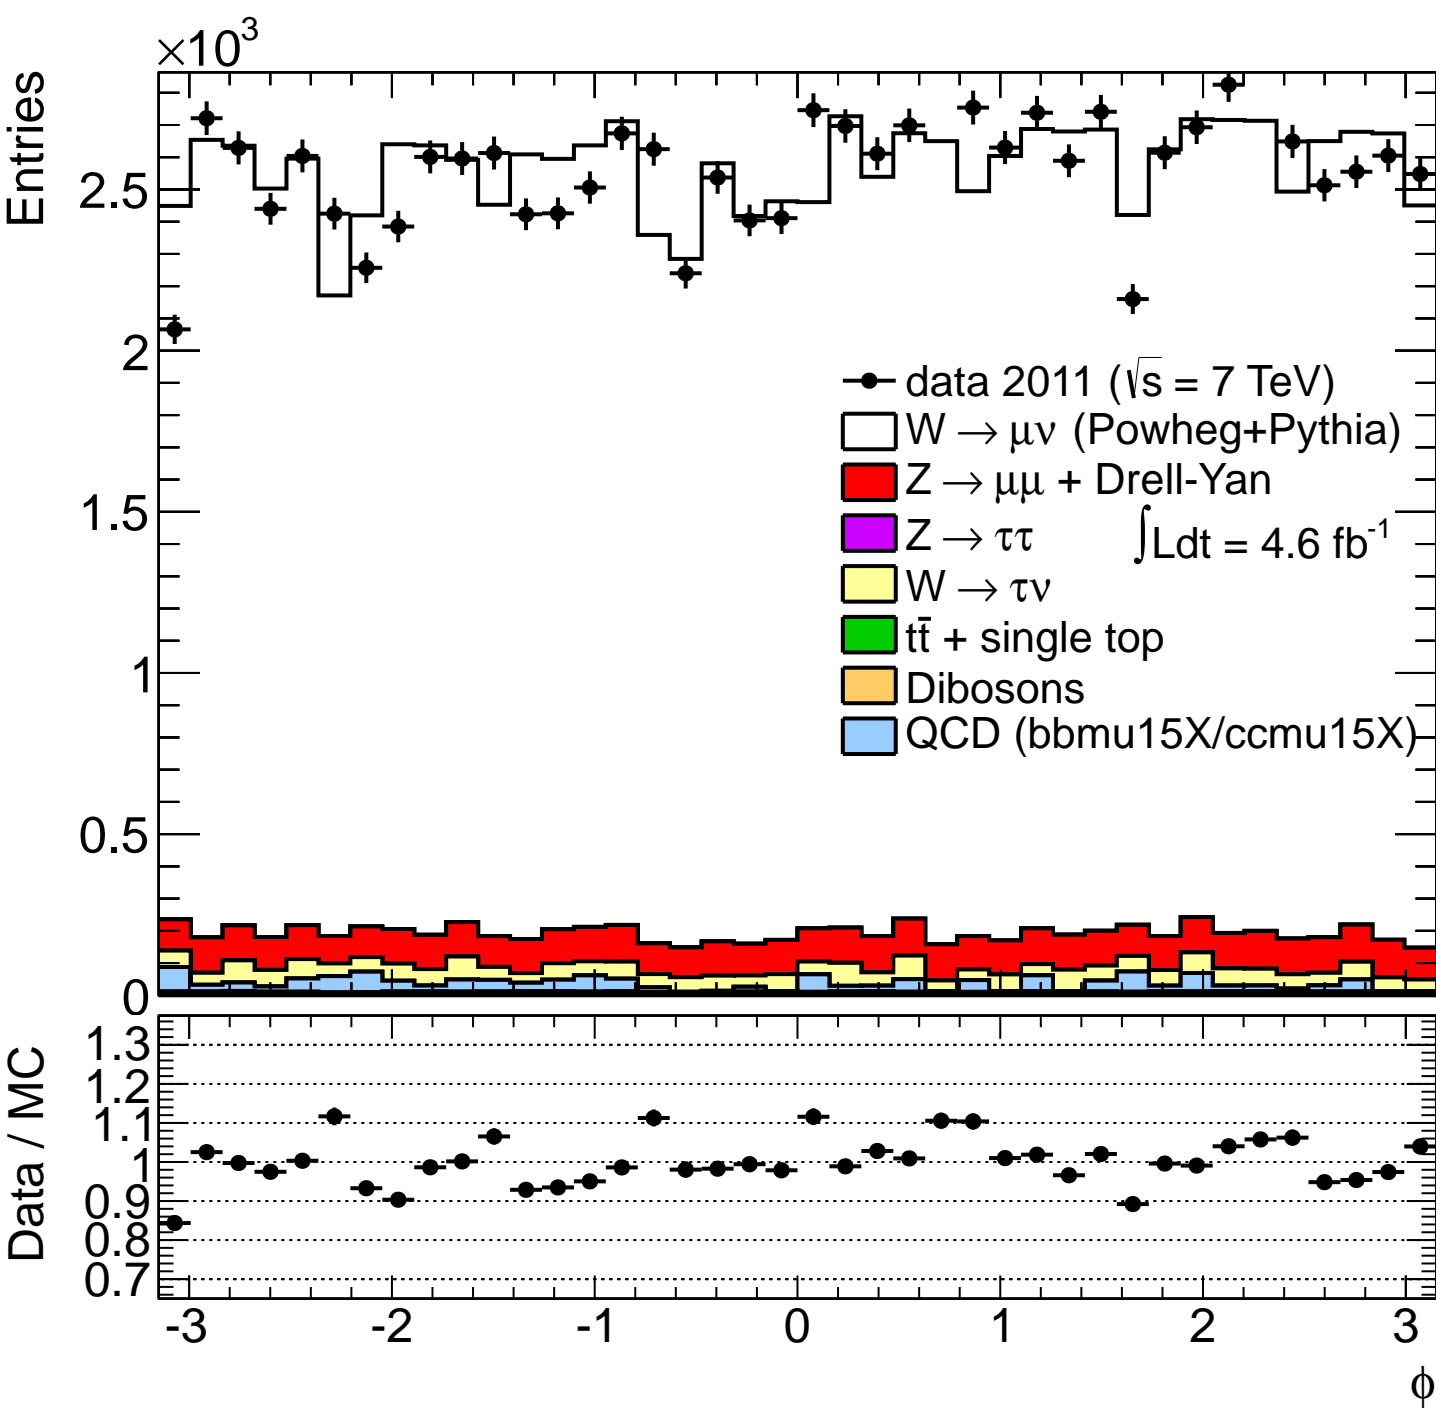 ×10³
Entries
2.5
2
1.5
1
0.5
0
data 2011 (√s = 7 TeV)
W → μν (Powheg+Pythia)
Z → μμ + Drell-Yan
Z → ττ
∫Ldt = 4.6 fb⁻¹
W → τν
tt̄ + single top
Dibosons
QCD (bbmu15X/ccmu15X)
Data / MC
1.3
1.2
1.1
1
0.9
0.8
0.7
-3 -2 -1 0 1 2 3
ϕ